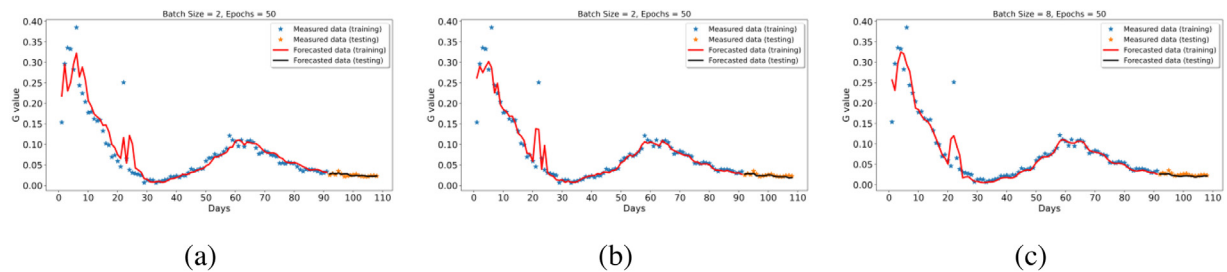 Batch Size = 2, Epochs = 50
Measured data (training)
Measured data (testing)
Forecasted data (training)
Forecasted data (testing)
G value
0.40
0.35
0.30
0.25
0.20
0.15
0.10
0.05
0.00
0 10 20 30 40 50 60 70 80 90 100 110
Days
(a)
Batch Size = 2, Epochs = 50
Measured data (training)
Measured data (testing)
Forecasted data (training)
Forecasted data (testing)
G value
0.40
0.35
0.30
0.25
0.20
0.15
0.10
0.05
0.00
0 10 20 30 40 50 60 70 80 90 100 110
Days
(b)
Batch Size = 8, Epochs = 50
Measured data (training)
Measured data (testing)
Forecasted data (training)
Forecasted data (testing)
G value
0.40
0.35
0.30
0.25
0.20
0.15
0.10
0.05
0.00
0 10 20 30 40 50 60 70 80 90 100 110
Days
(c)